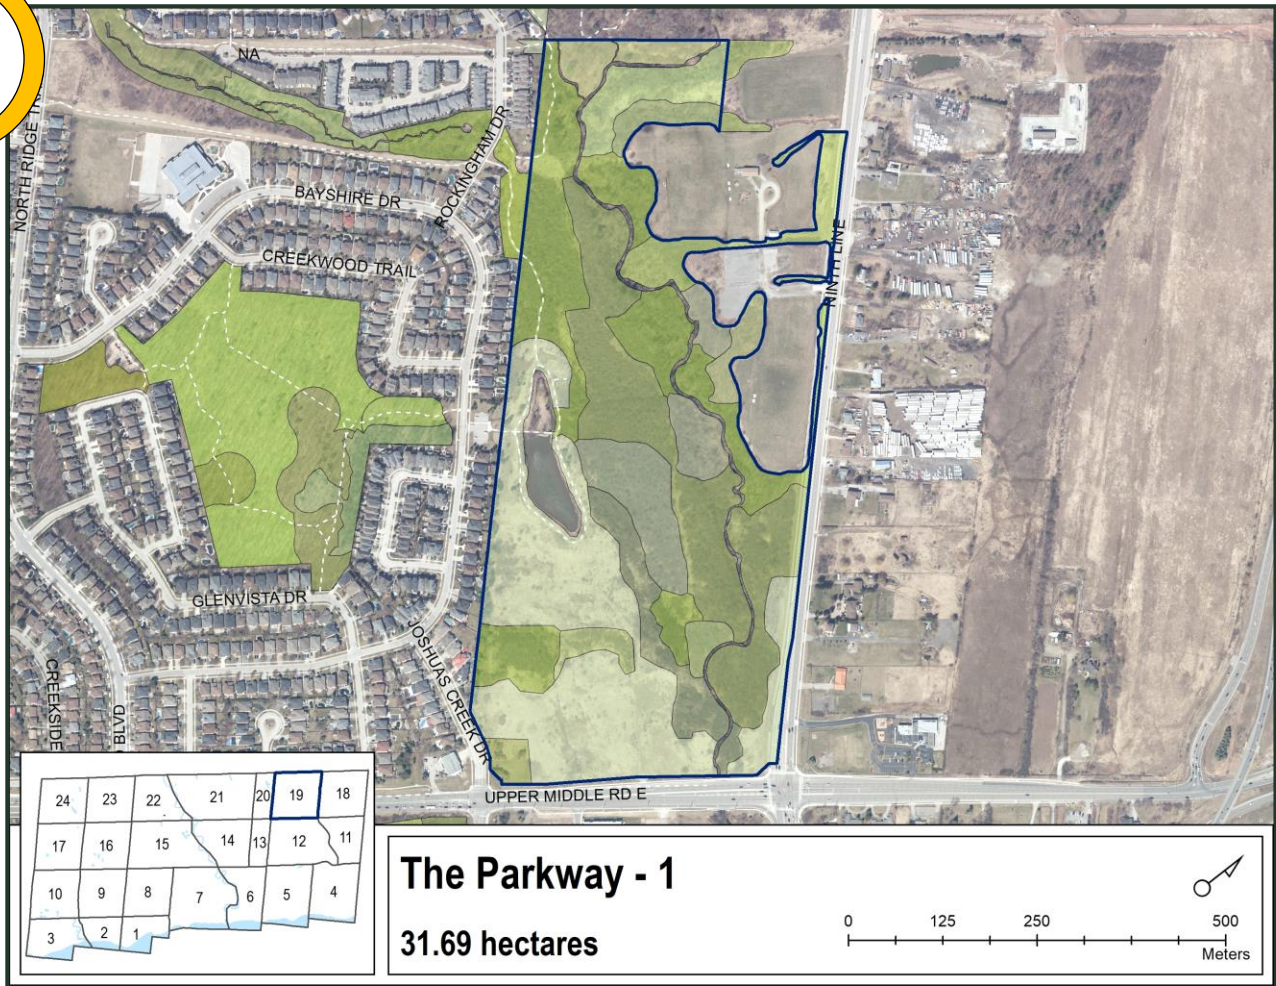 NA
NORTH RIDGE TR
ROCKINGHAM DR
BAYSHIRE DR
CREEKWOOD TRAIL
NINTH LINE
GLENVISTA DR
JOSHUAS CREEK DR
CREEKSIDE
BLVD
UPPER MIDDLE RD E
24 23 22 21 20 19 18
17 16 15 14 13 12 11
10 9 8 7 6 5 4
3 2 1
The Parkway - 1
31.69 hectares
0 125 250 500
Meters